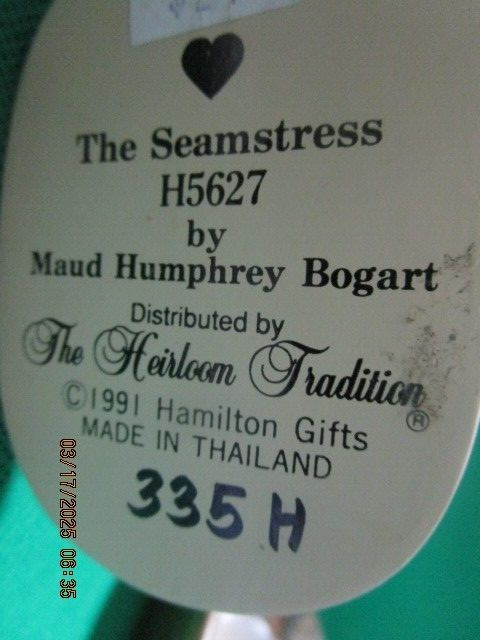 The Seamstress
H5627
by
Maud Humphrey Bogart
Distributed by
The Heirloom Tradition®
©1991 Hamilton Gifts
MADE IN THAILAND
335H
03/17/2025 06:35